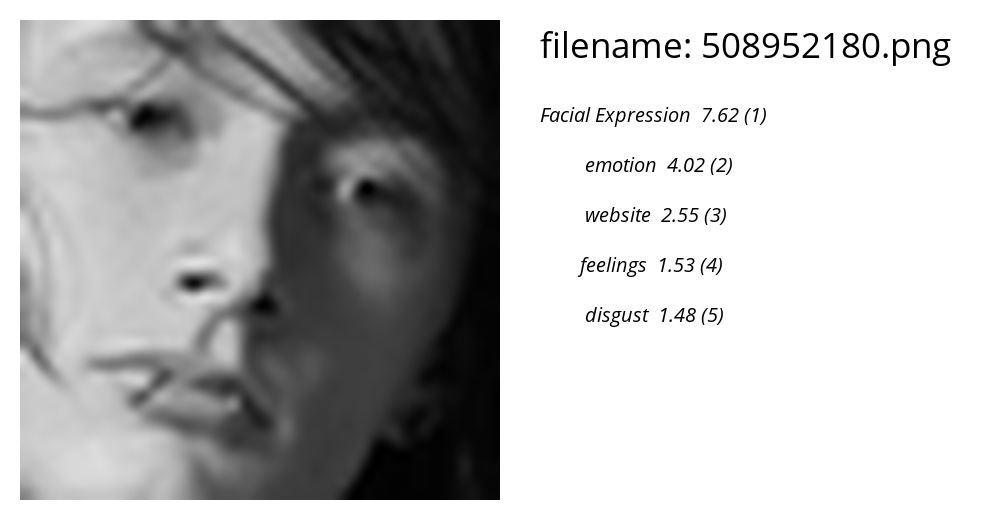 filename: 508952180.png
Facial Expression 7.62 (1)
emotion 4.02 (2)
website 2.55 (3)
feelings 1.53 (4)
disgust 1.48 (5)